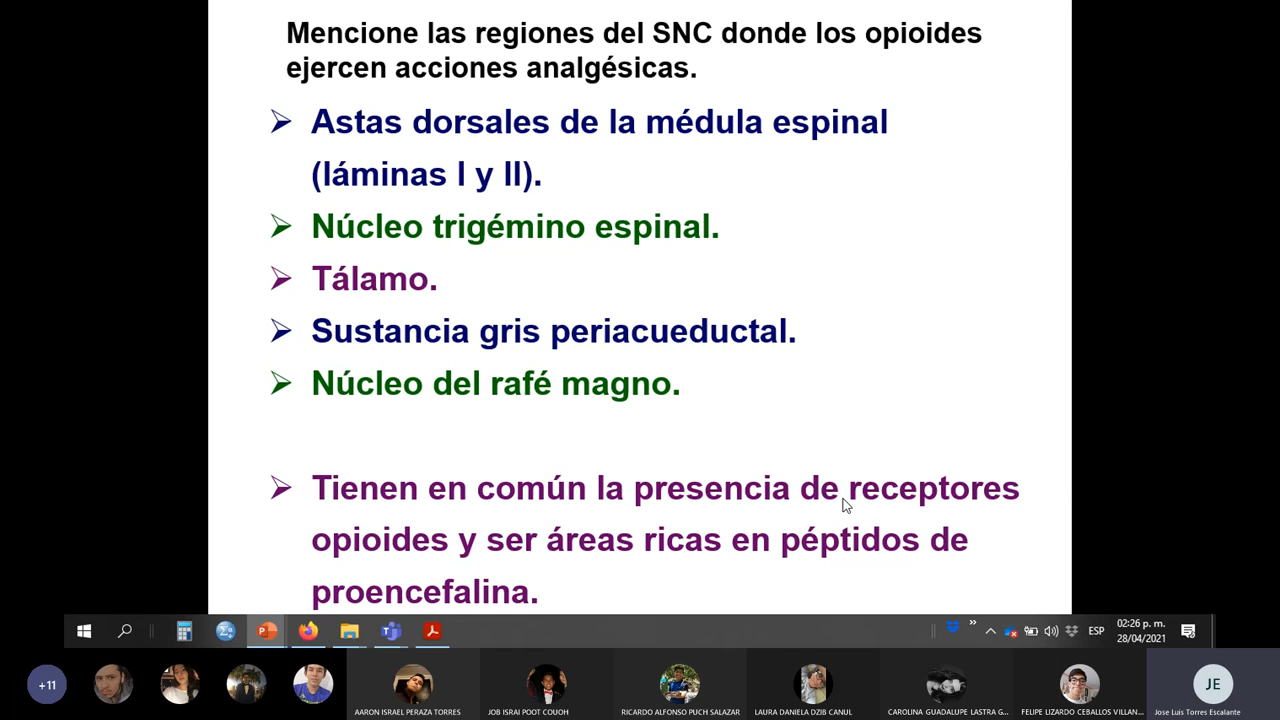 Mencione las regiones del SNC donde los opioides
ejercen acciones analgésicas.
Astas dorsales de la médula espinal
(láminas I y II).
Núcleo trigémino espinal.
Tálamo.
Sustancia gris periacueductal.
Núcleo del rafé magno.
Tienen en común la presencia de receptores
opioides y ser áreas ricas en péptidos de
proencefalina.
ESP
02:26 p. m.
28/04/2021
+11
AARON ISRAEL PERAZA TORRES
JOB ISRAI POOT COUOH
RICARDO ALFONSO PUCH SALAZAR
LAURA DANIELA DZIB CANUL
CAROLINA GUADALUPE LASTRA G...
FELIPE LIZARDO CEBALLOS VILLAN...
JE
Jose Luis Torres Escalante